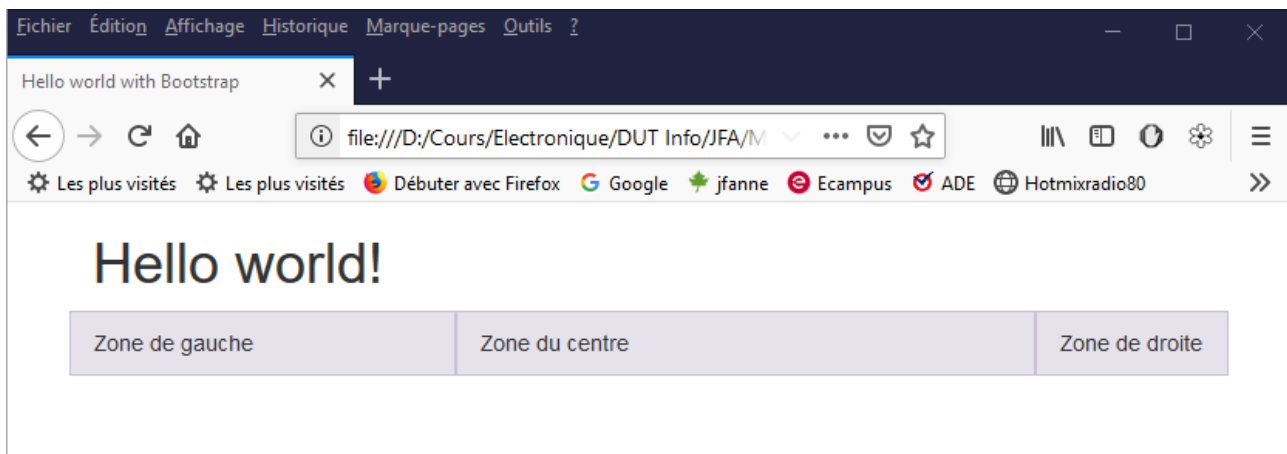 Fichier Édition Affichage Historique Marque-pages Outils ?
Hello world with Bootstrap
file:///D:/Cours/Electronique/DUT Info/JFA/M
Les plus visités Les plus visités Débuter avec Firefox Google jfanne Ecampus ADE Hotmixradio80
Hello world!
Zone de gauche Zone du centre Zone de droite